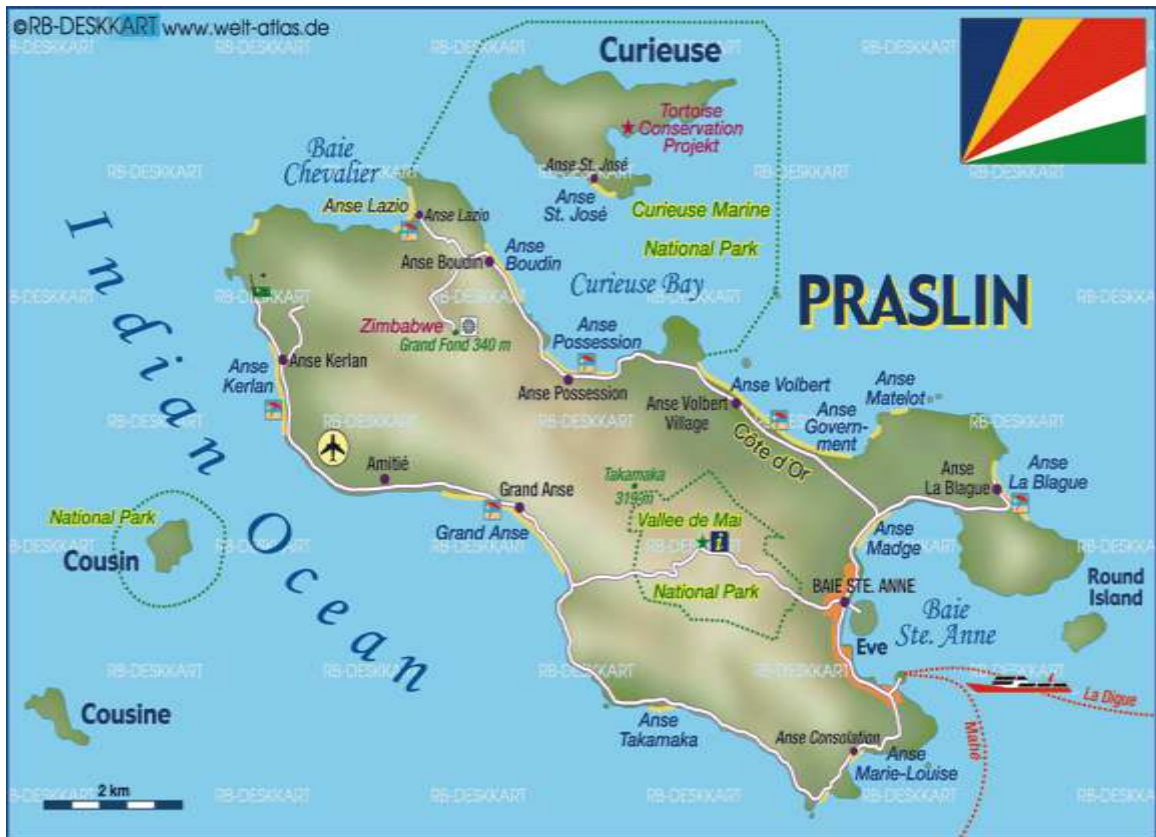 ©RB-DESKKART www.welt-atlas.de
Curieuse
Tortoise
Conservation
Projekt
Baie
Chevalier
Anse St. José
Anse
St. José
Anse Lazio
Anse Lazio
Curieuse Marine
National Park
Anse Boudin
Anse
Boudin
Curieuse Bay
PRASLIN
Indian Ocean
Zimbabwe
Grand Fond 340 m
Anse
Possession
Anse Kerlan
Anse
Kerlan
Anse Possession
Anse Volbert
Anse Volbert
Village
Anse
Matelot
Anse
Govern-
ment
Côte d'Or
Amitié
Takamaka
319 m
Anse
La Blague
Anse
La Blague
Grand Anse
Grand Anse
National Park
Cousin
Vallee de Mai
National Park
Anse
Madge
BAIE STE. ANNE
Baie
Ste. Anne
Round
Island
Eve
Cousine
La Digue
Mahé
Anse
Takamaka
Anse Consolation
Anse
Marie-Louise
2 km
RB-DESKKART